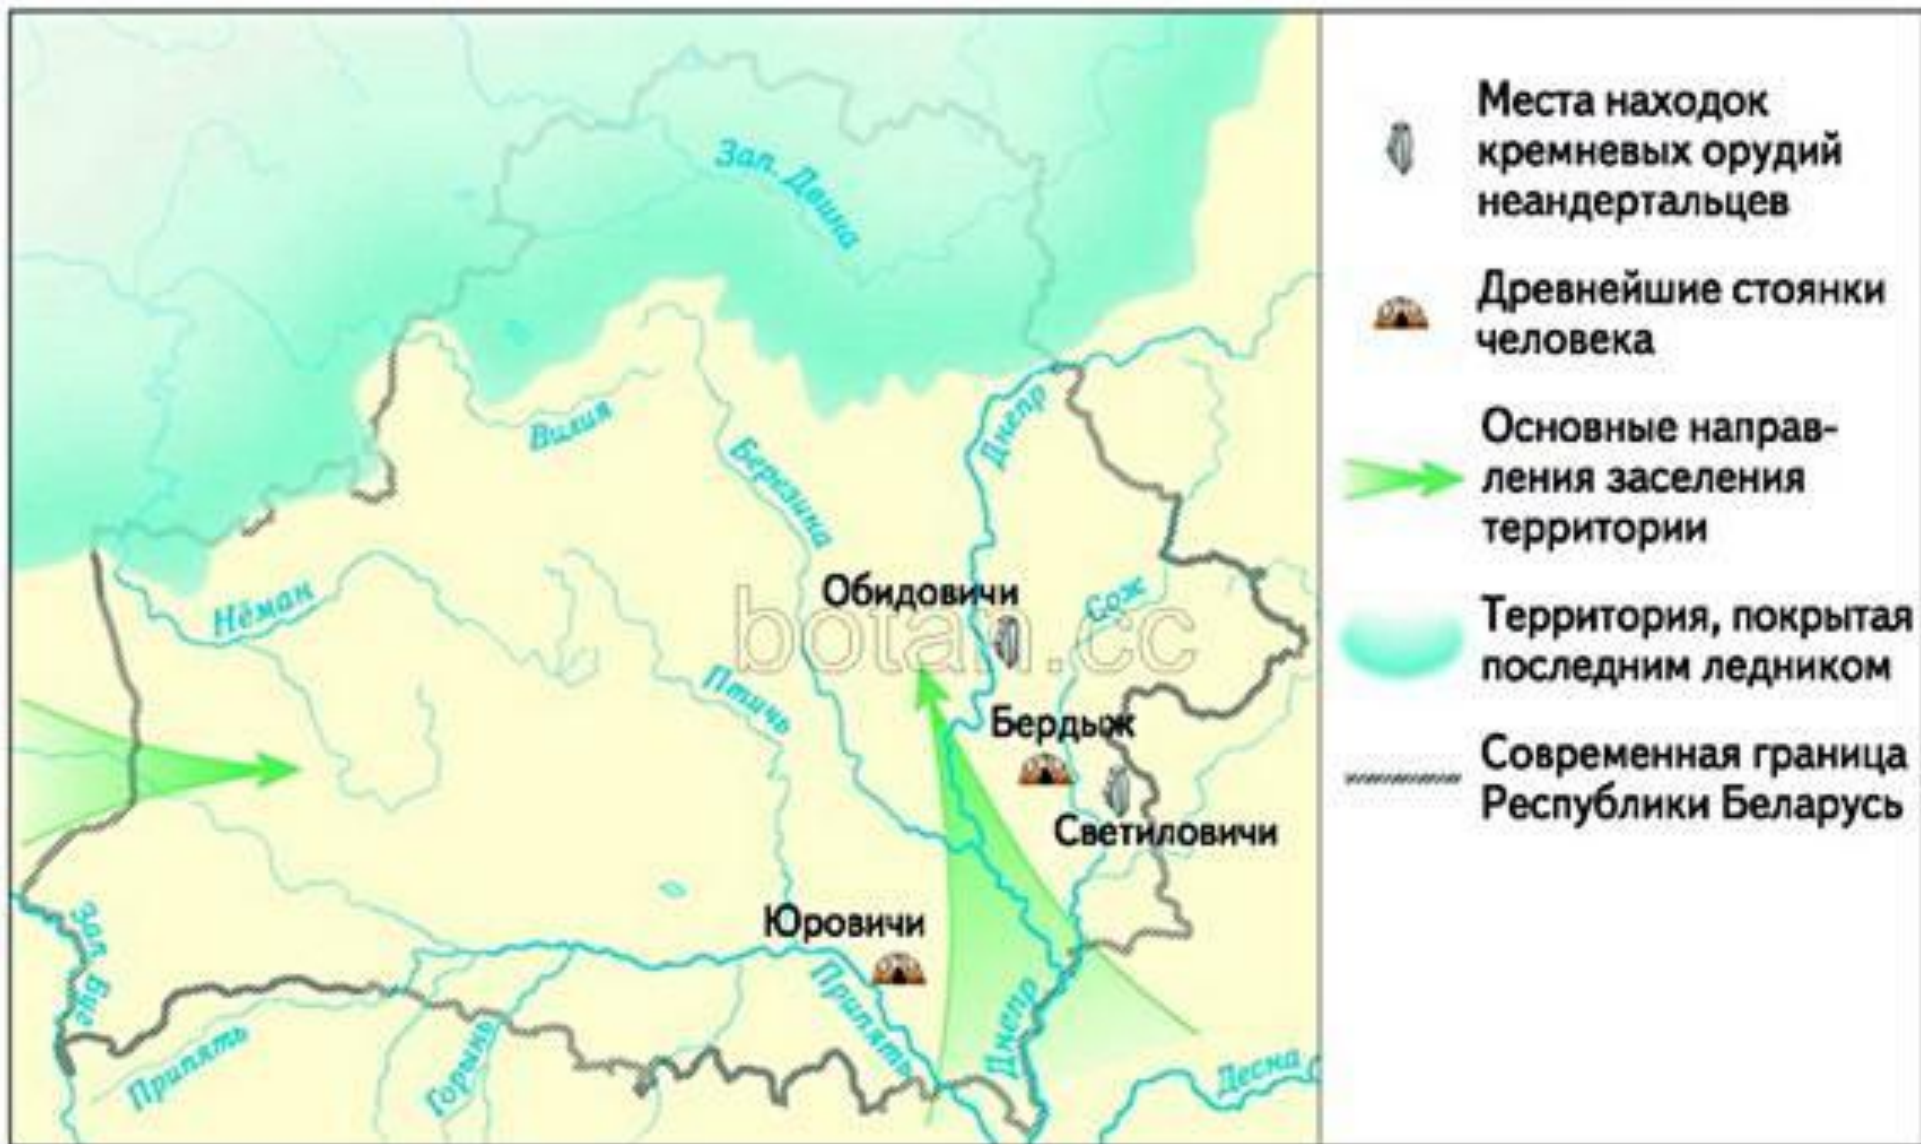 Зап. Двина
Вилия
Березина
Днепр
Нёман
Обидовичи
Сож
botan.cc
Птичь
Бердыж
Светиловичи
Юровичи
Зап. Буг
Припять
Горынь
Припять
Днепр
Десна
Места находок
кремневых орудий
неандертальцев
Древнейшие стоянки
человека
Основные направ-
ления заселения
территории
Территория, покрытая
последним ледником
Современная граница
Республики Беларусь